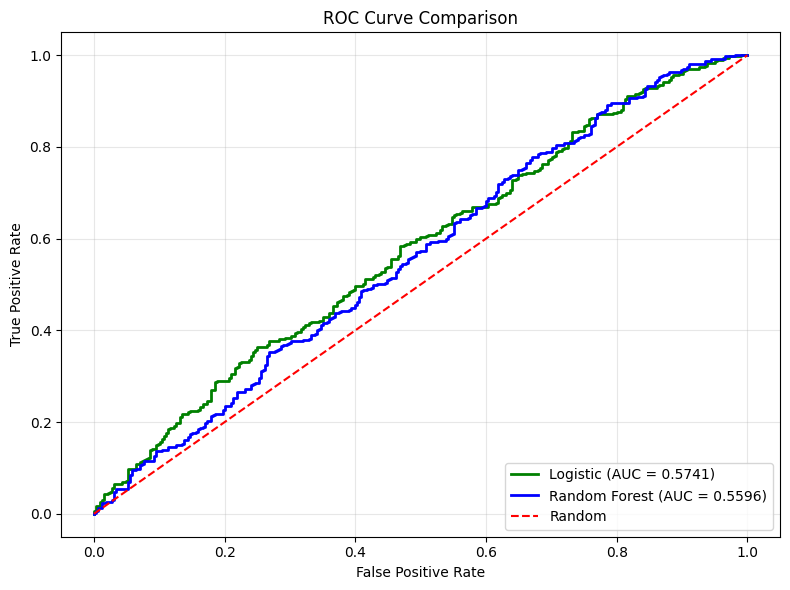 ROC Curve Comparison
True Positive Rate
1.0
0.8
0.6
0.4
0.2
0.0
Logistic (AUC = 0.5741)
Random Forest (AUC = 0.5596)
Random
0.0 0.2 0.4 0.6 0.8 1.0
False Positive Rate